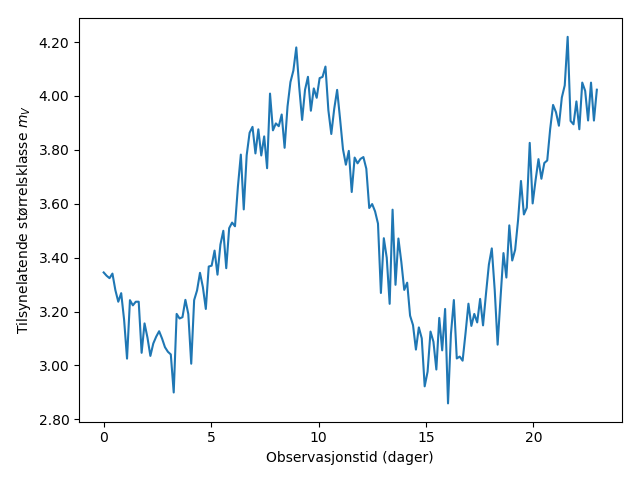 Tilsynelatende størrelsklasse $m_V$
4.20
4.00
3.80
3.60
3.40
3.20
3.00
2.80
0 5 10 15 20
Observasjonstid (dager)